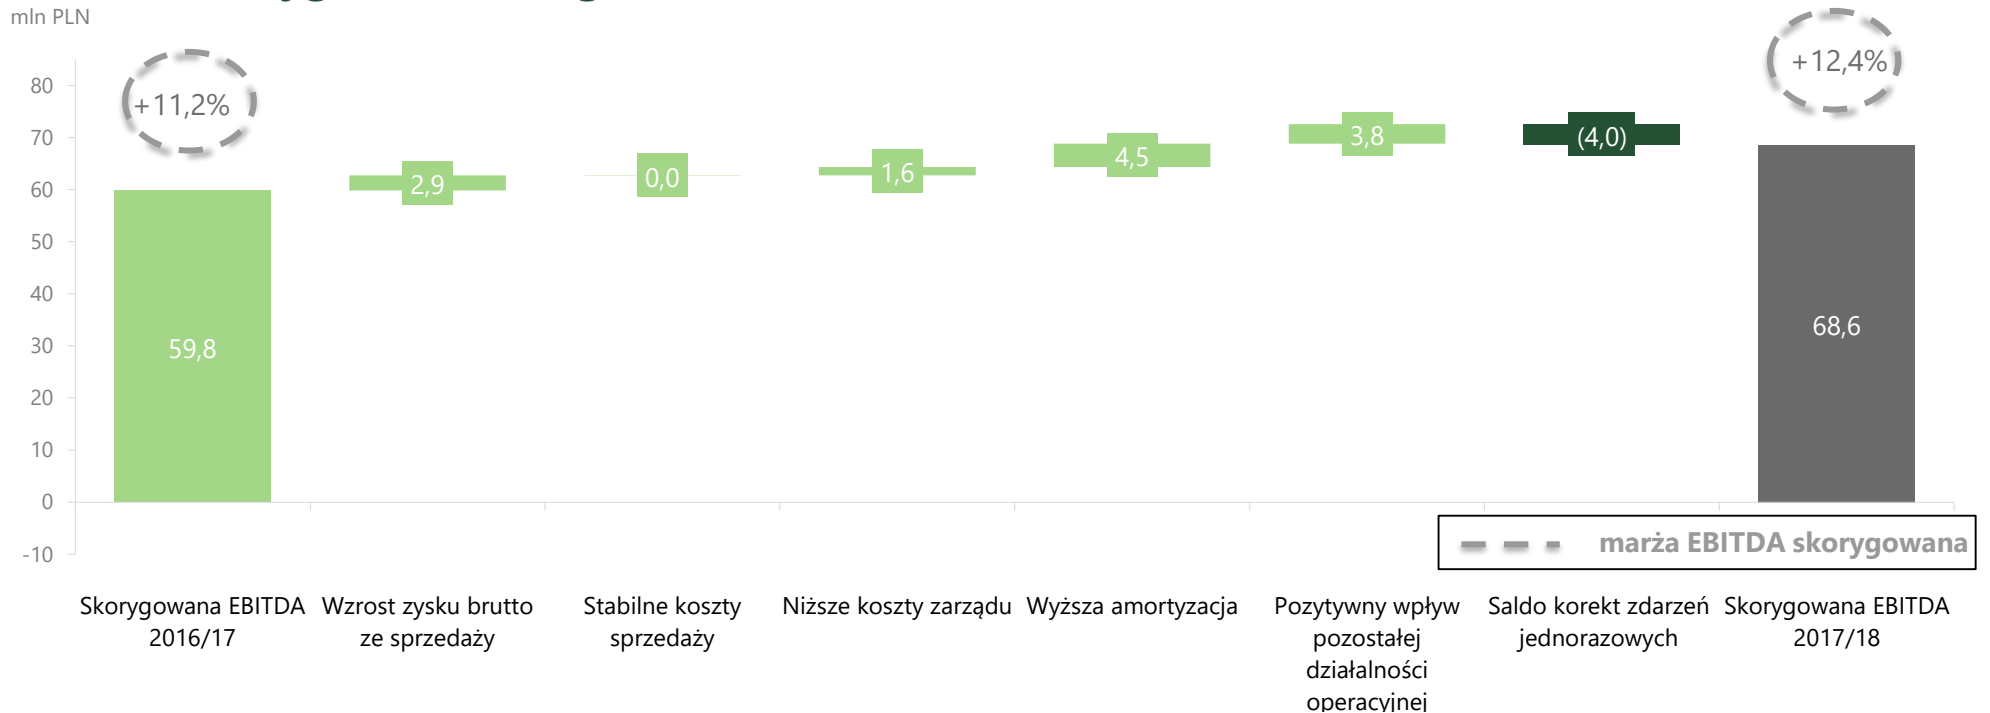 mln PLN
+11,2%
+12,4%
80
70
60
50
40
30
20
10
0
-10
59,8
2,9
0,0
1,6
4,5
3,8
(4,0)
68,6
marża EBITDA skorygowana
Skorygowana EBITDA
2016/17
Wzrost zysku brutto
ze sprzedaży
Stabilne koszty
sprzedaży
Niższe koszty zarządu
Wyższa amortyzacja
Pozytywny wpływ
pozostałej
działalności
operacyjnej
Saldo korekt zdarzeń
jednorazowych
Skorygowana EBITDA
2017/18